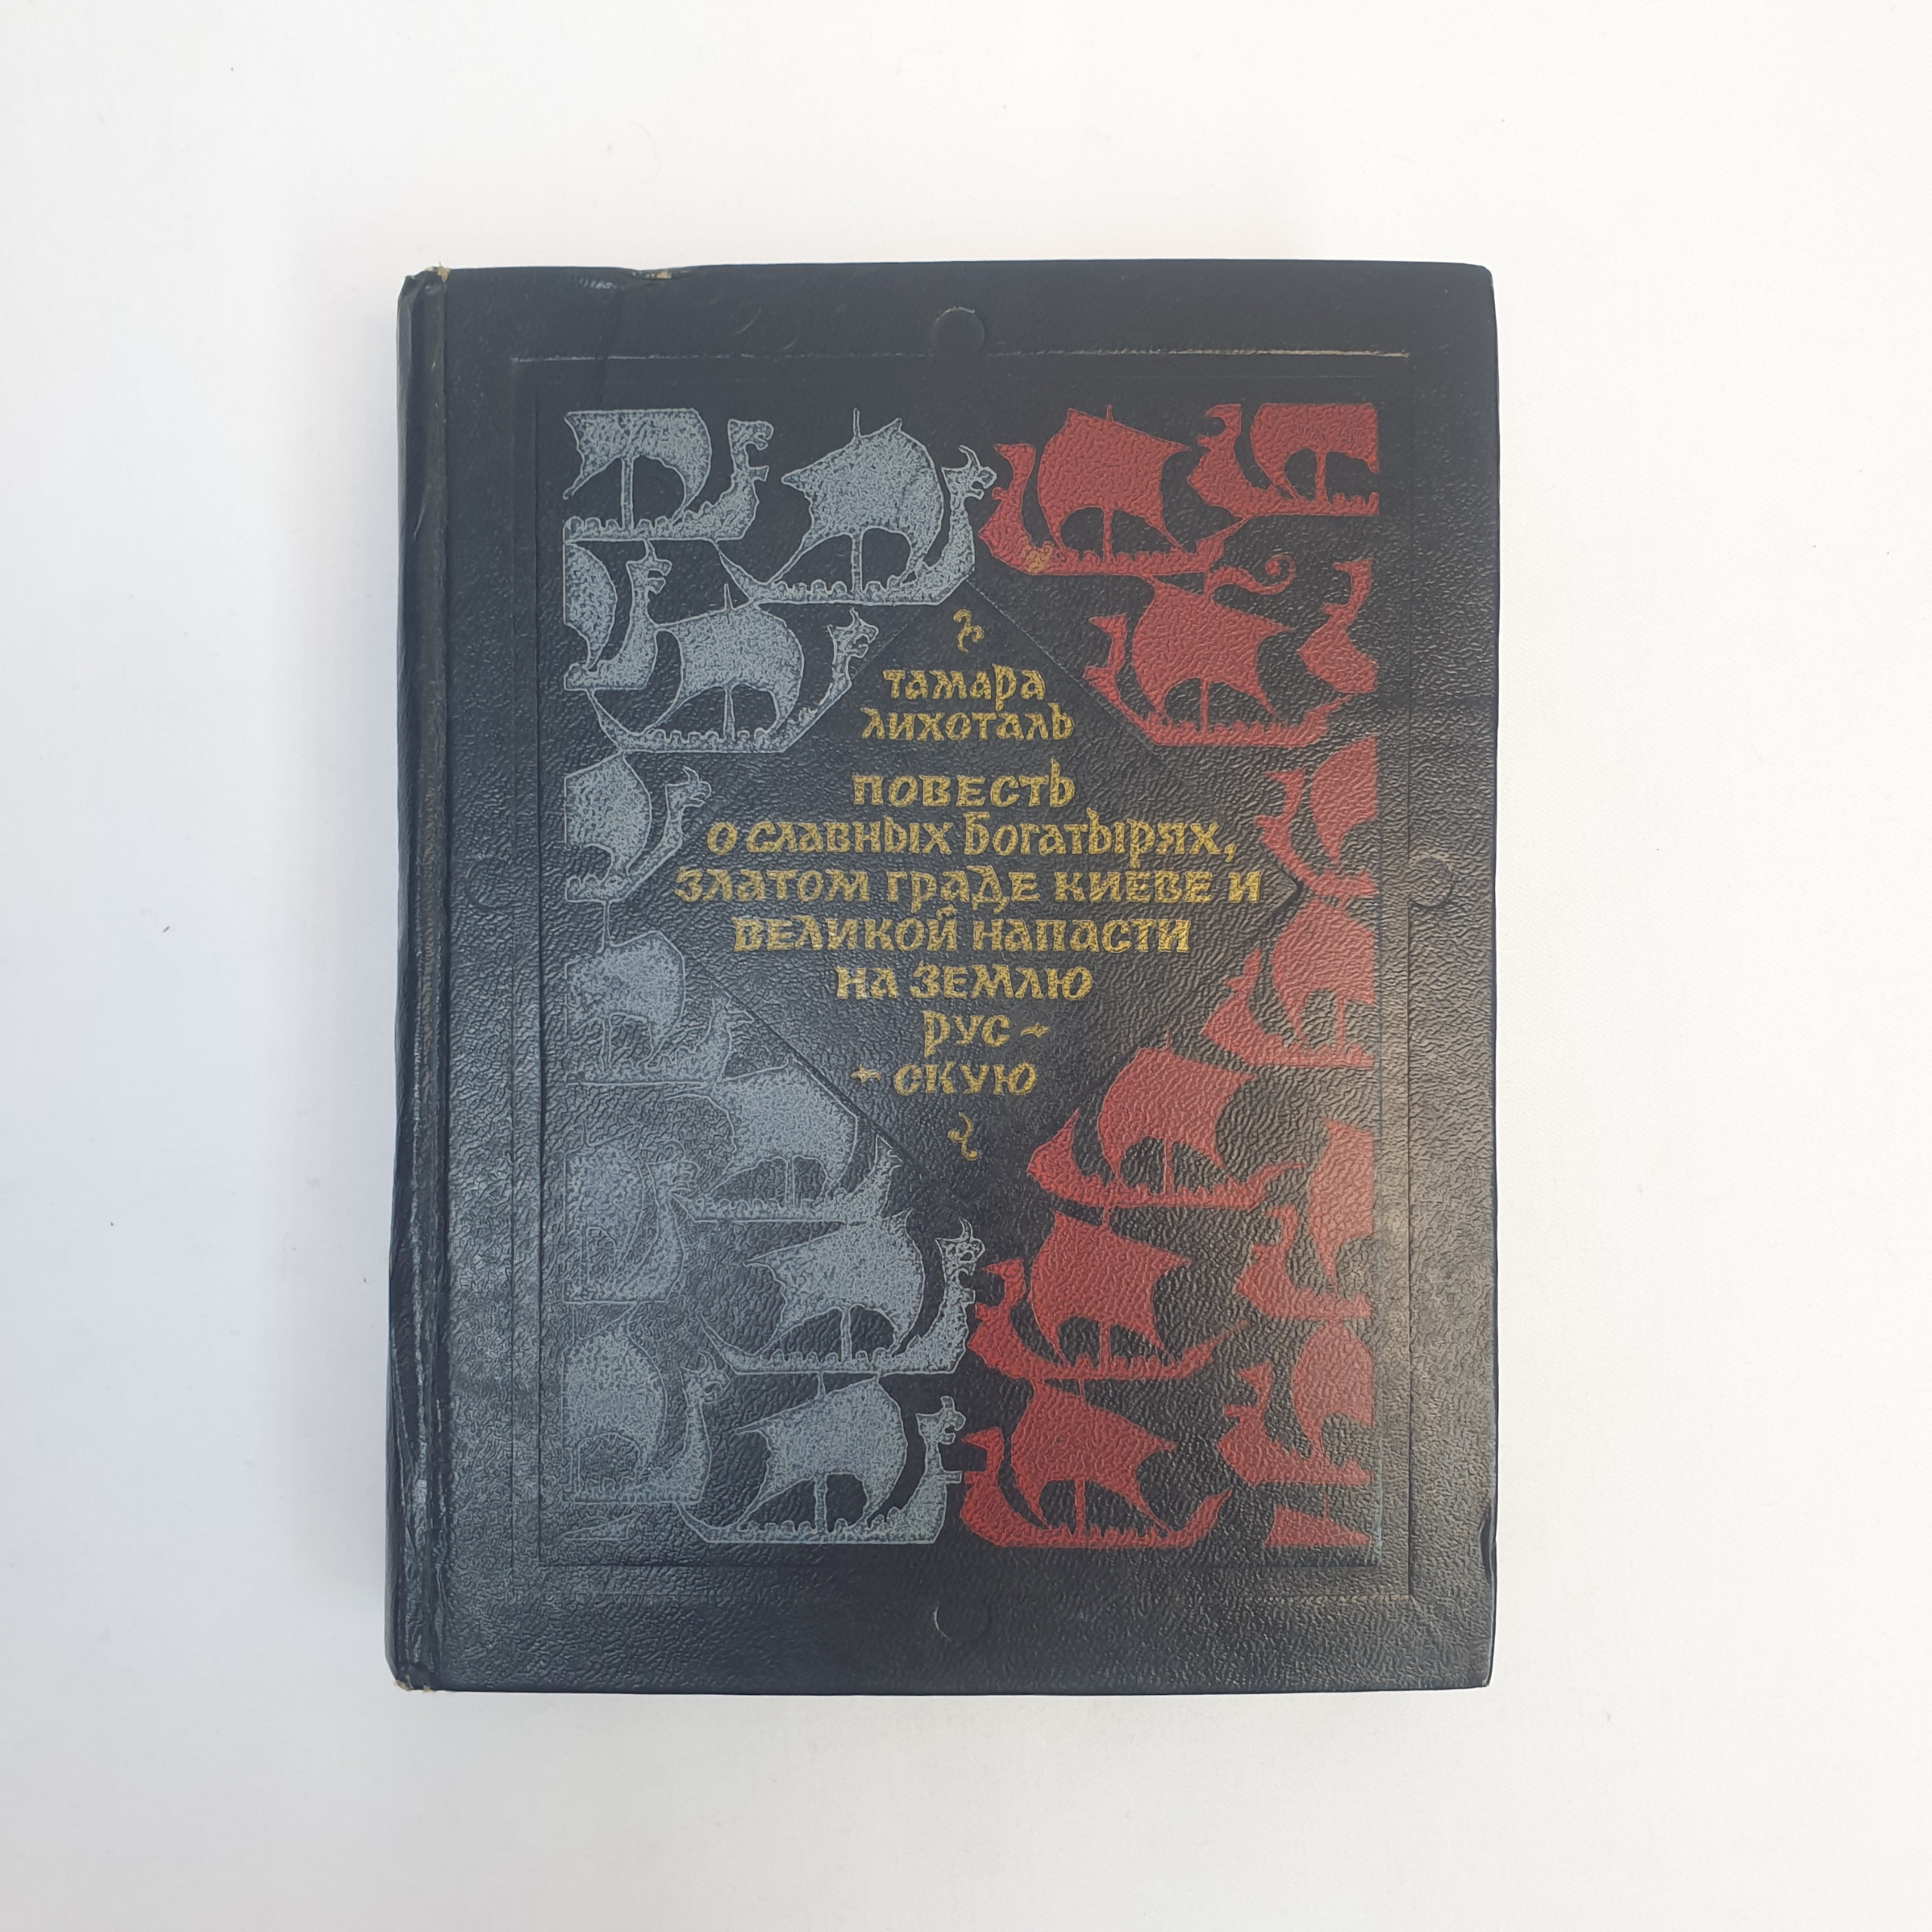 тамара
лихоталь
повесть
о славных богатырях,
златом граде киеве и
великой напасти
на землю
рус-
-скую